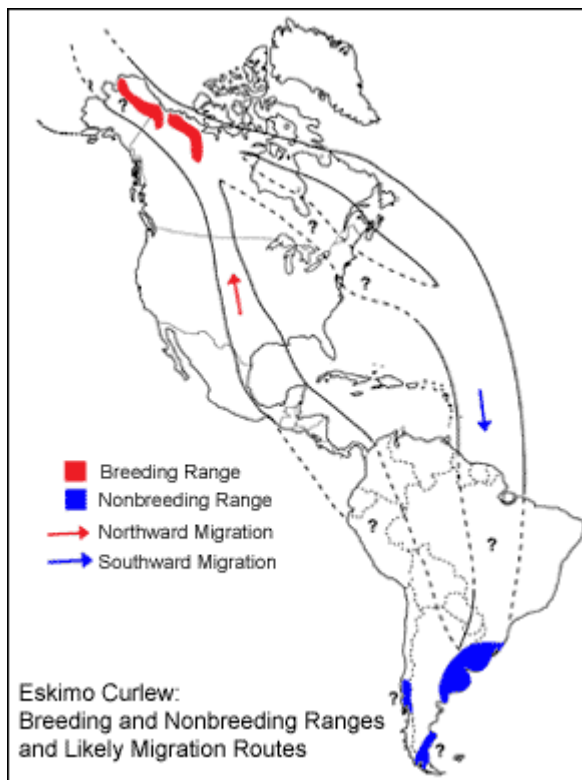 ?
?
?
Breeding Range
Nonbreeding Range
Northward Migration
Southward Migration
?
?
?
?
Eskimo Curlew:
Breeding and Nonbreeding Ranges
and Likely Migration Routes